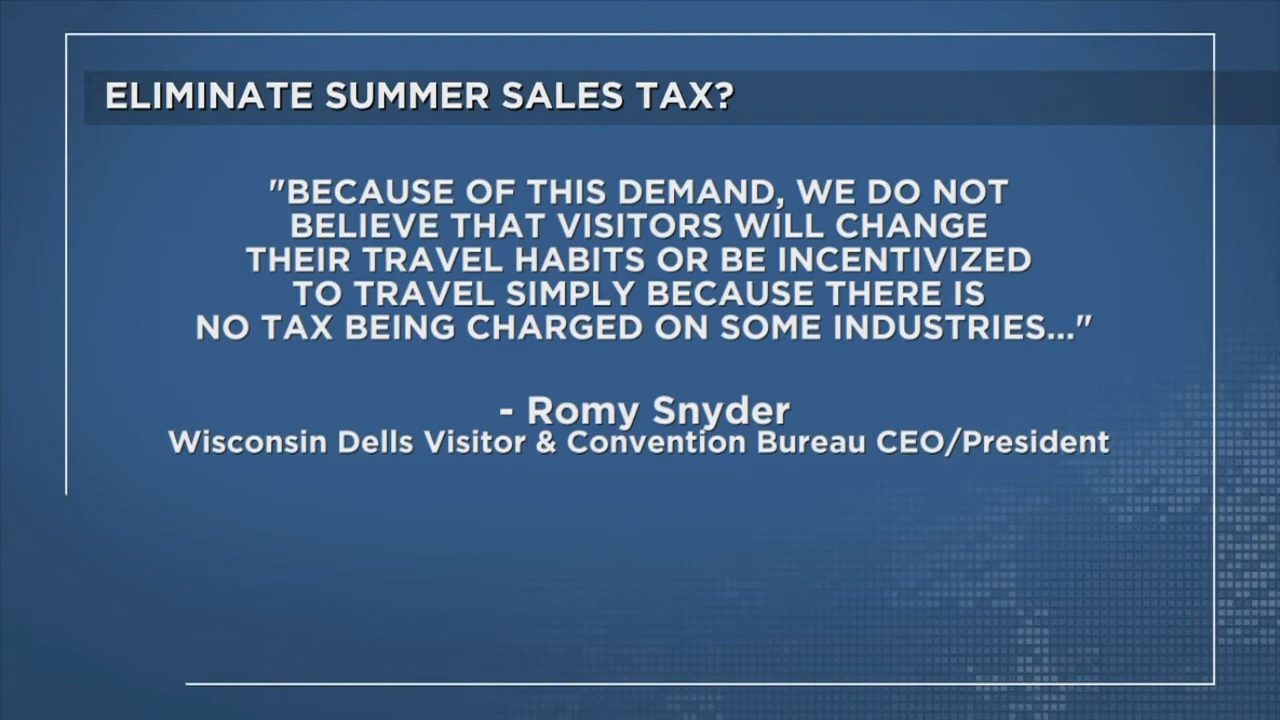 ELIMINATE SUMMER SALES TAX?
"BECAUSE OF THIS DEMAND, WE DO NOT
BELIEVE THAT VISITORS WILL CHANGE
THEIR TRAVEL HABITS OR BE INCENTIVIZED
TO TRAVEL SIMPLY BECAUSE THERE IS
NO TAX BEING CHARGED ON SOME INDUSTRIES..."
- Romy Snyder
Wisconsin Dells Visitor & Convention Bureau CEO/President